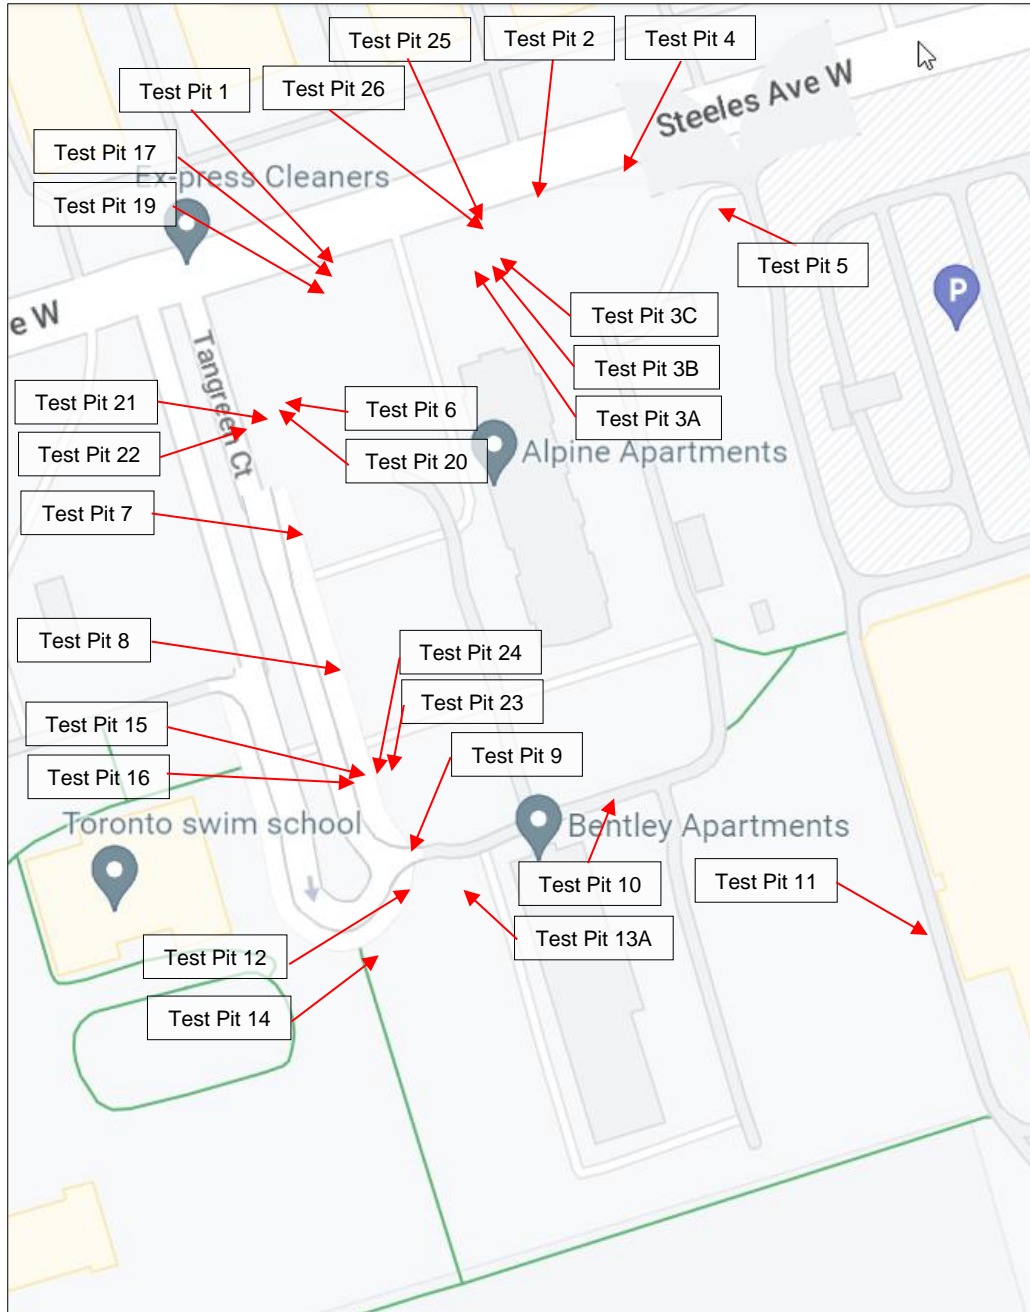 Test Pit 25
Test Pit 2
Test Pit 4
Test Pit 1
Test Pit 26
Steeles Ave W
Test Pit 17
Ex-press Cleaners
Test Pit 19
Test Pit 5
e W
Test Pit 3C
Tangreen Ct
P
Test Pit 3B
Test Pit 21
Test Pit 6
Test Pit 3A
Test Pit 22
Test Pit 20
Alpine Apartments
Test Pit 7
Test Pit 8
Test Pit 24
Test Pit 23
Test Pit 15
Test Pit 9
Test Pit 16
Toronto swim school
Bentley Apartments
Test Pit 10
Test Pit 11
Test Pit 12
Test Pit 13A
Test Pit 14